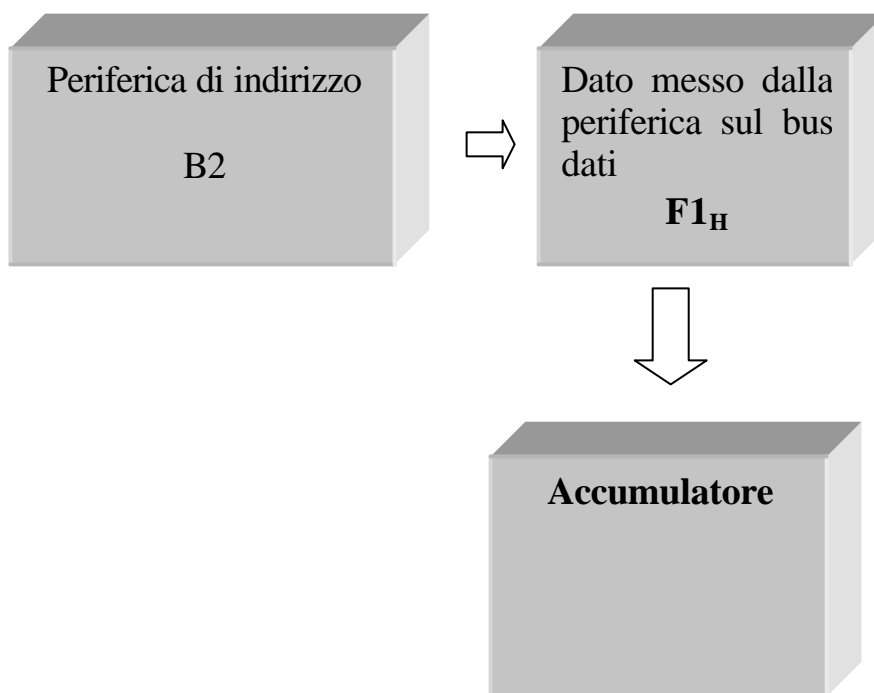 Periferica di indirizzo
B2
Dato messo dalla
periferica sul bus
dati
F1H
Accumulatore